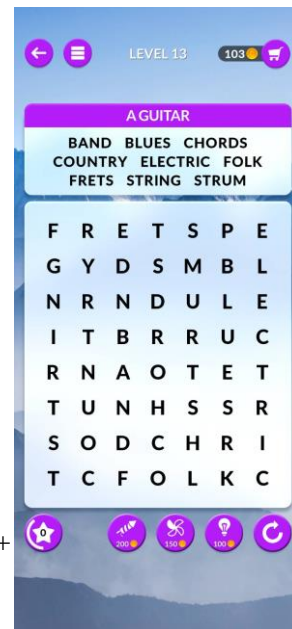 LEVEL 13
103
A GUITAR
BAND BLUES CHORDS
COUNTRY ELECTRIC FOLK
FRETS STRING STRUM
F R E T S P E
G Y D S M B L
N R N D U L E
I T B R R U C
R N A O T E T
T U N H S S R
S O D C H R I
T C F O L K C
+
0
200
150
100